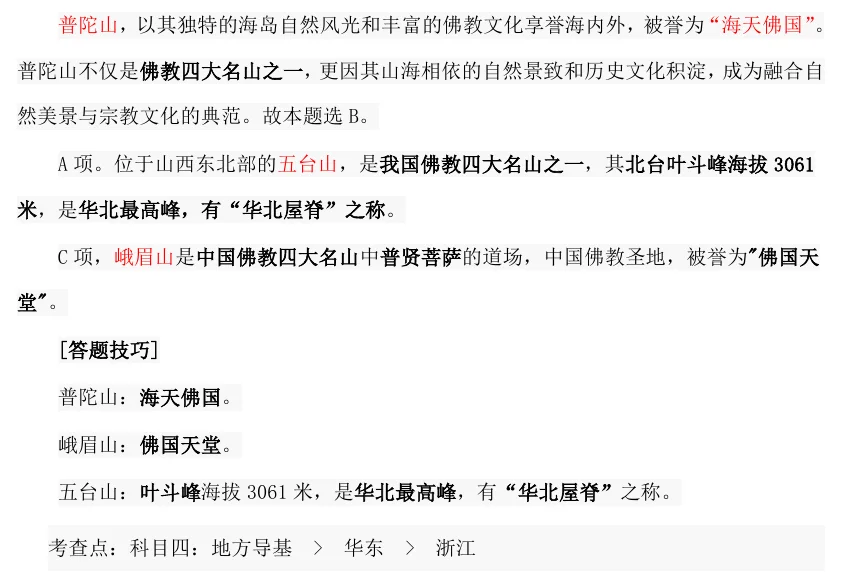 普陀山，以其独特的海岛自然风光和丰富的佛教文化享誉海内外，被誉为“海天佛国”。
普陀山不仅是佛教四大名山之一，更因其山海相依的自然景致和历史文化积淀，成为融合自
然美景与宗教文化的典范。故本题选 B。
A 项。位于山西东北部的五台山，是我国佛教四大名山之一，其北台叶斗峰海拔 3061
米，是华北最高峰，有“华北屋脊”之称。
C 项，峨眉山是中国佛教四大名山中普贤菩萨的道场，中国佛教圣地，被誉为"佛国天
堂"。
[答题技巧]
普陀山：海天佛国。
峨眉山：佛国天堂。
五台山：叶斗峰海拔 3061 米，是华北最高峰，有“华北屋脊”之称。
考查点：科目四：地方导基 > 华东 > 浙江